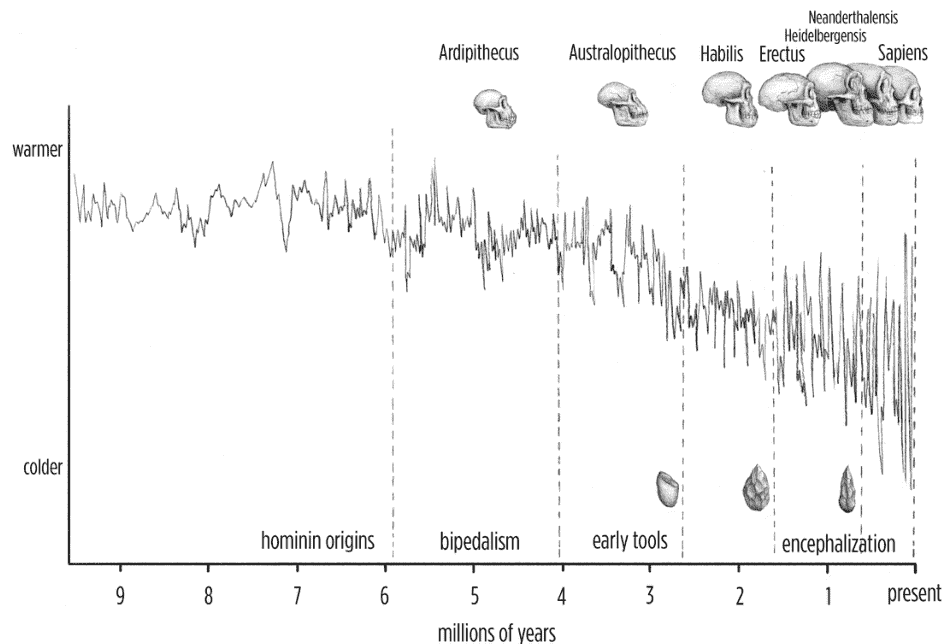 Neanderthalensis
Heidelbergensis
Ardipithecus Australopithecus Habilis Erectus Sapiens
warmer
colder
hominin origins bipedalism early tools encephalization
9 8 7 6 5 4 3 2 1 present
millions of years